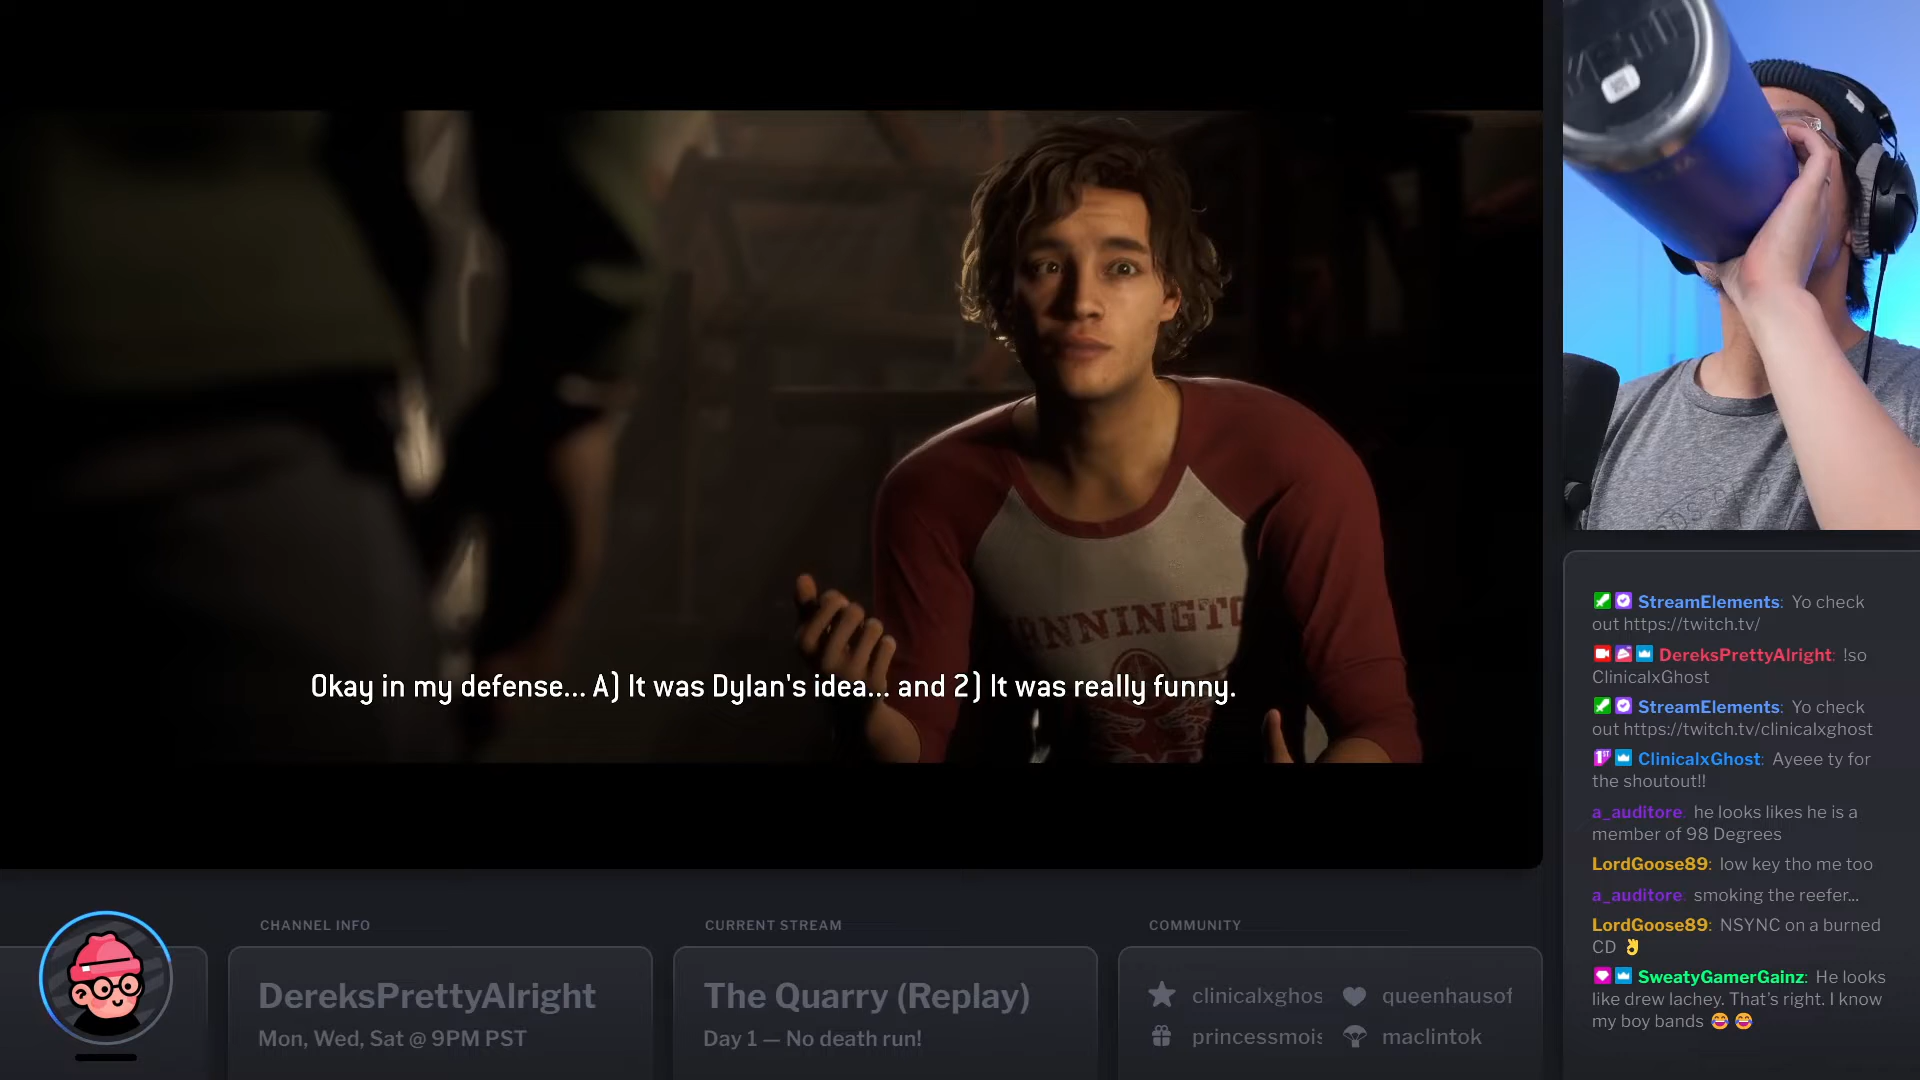 Okay in my defense... A) It was Dylan's idea... and 2) It was really funny.
StreamElements: Yo check
out https://twitch.tv/
DereksPrettyAlright: !so
ClinicalxGhost
StreamElements: Yo check
out https://twitch.tv/clinicalxghost
ClinicalxGhost: Ayeee ty for
the shoutout!!
a_auditore: he looks likes he is a
member of 98 Degrees
LordGoose89: low key tho me too
a_auditore: smoking the reefer...
LordGoose89: NSYNC on a burned
CD 👌
SweatyGamerGainz: He looks
like drew lachey. That's right. I know
my boy bands 😂 😂
CHANNEL INFO
DereksPrettyAlright
Mon, Wed, Sat @ 9PM PST
CURRENT STREAM
The Quarry (Replay)
Day 1 — No death run!
COMMUNITY
clinicalxghos
queenhausof
princessmois
maclintok